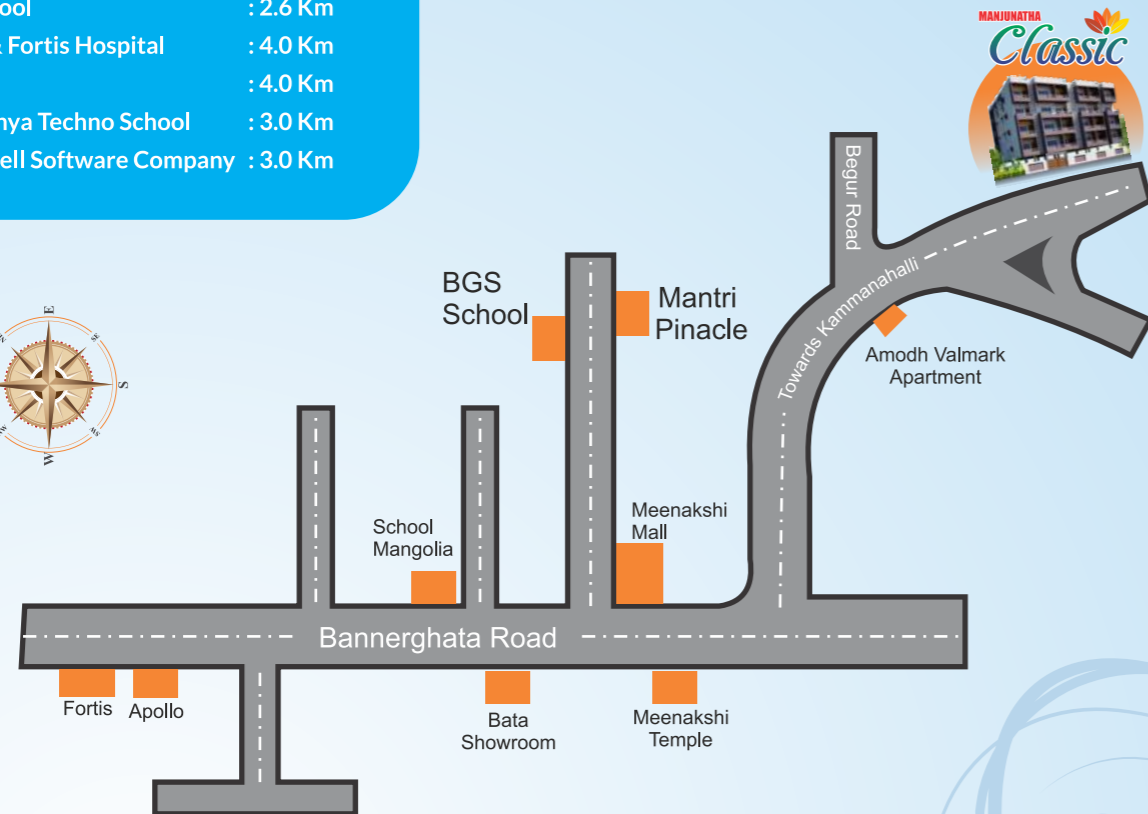 ool : 2.6 Km
& Fortis Hospital : 4.0 Km
: 4.0 Km
nya Techno School : 3.0 Km
ell Software Company : 3.0 Km
MANJUNATHA
Classic
Begur Road
Towards Kammanahalli
BGS
School
Mantri
Pinacle
Amodh Valmark
Apartment
E
SE
S
WS
W
School
Mangolia
Meenakshi
Mall
Bannerghata Road
Fortis
Apollo
Bata
Showroom
Meenakshi
Temple